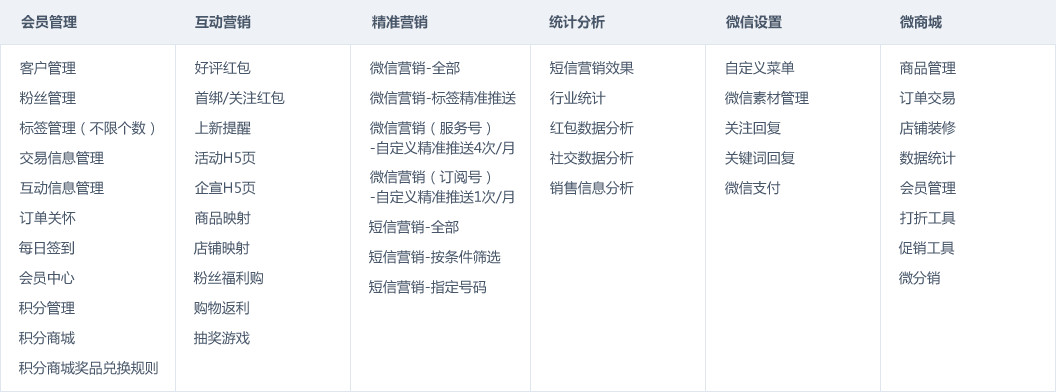 会员管理
客户管理
粉丝管理
标签管理（不限个数）
交易信息管理
互动信息管理
订单关怀
每日签到
会员中心
积分管理
积分商城
积分商城奖品兑换规则
互动营销
好评红包
首绑/关注红包
上新提醒
活动H5页
企宣H5页
商品映射
店铺映射
粉丝福利购
购物返利
抽奖游戏
精准营销
微信营销-全部
微信营销-标签精准推送
微信营销（服务号）
-自定义精准推送4次/月
微信营销（订阅号）
-自定义精准推送1次/月
短信营销-全部
短信营销-按条件筛选
短信营销-指定号码
统计分析
短信营销效果
行业统计
红包数据分析
社交数据分析
销售信息分析
微信设置
自定义菜单
微信素材管理
关注回复
关键词回复
微信支付
微商城
商品管理
订单交易
店铺装修
数据统计
会员管理
打折工具
促销工具
微分销